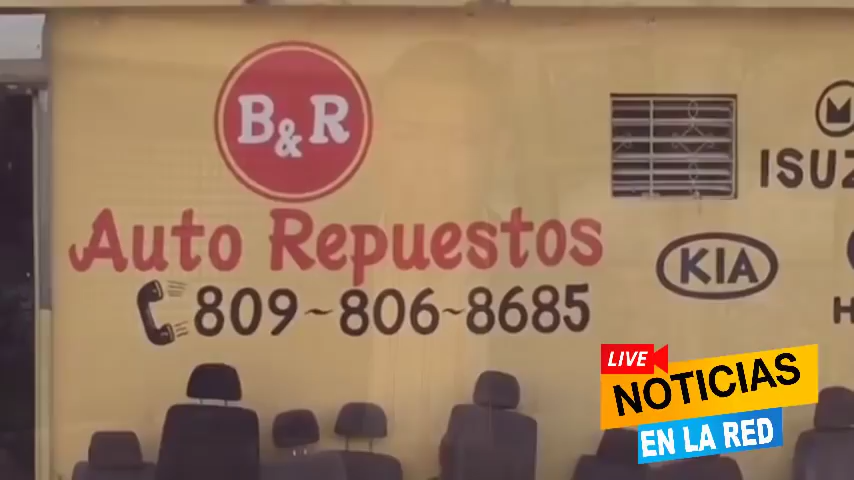 B&R
Auto Repuestos
809~806~8685
ISUZ
KIA
H
LIVE
NOTICIAS
EN LA RED